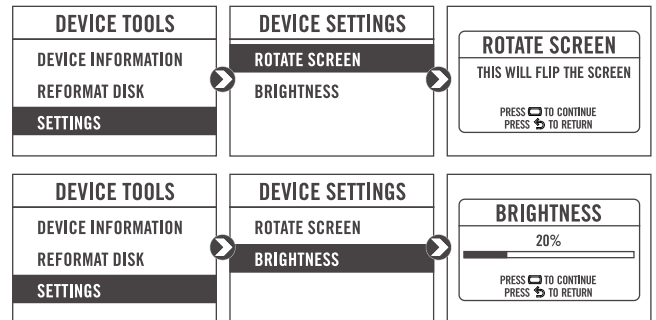 DEVICE TOOLS
DEVICE INFORMATION
REFORMAT DISK
SETTINGS
DEVICE SETTINGS
ROTATE SCREEN
BRIGHTNESS
ROTATE SCREEN
THIS WILL FLIP THE SCREEN
PRESS TO CONTINUE
PRESS TO RETURN
DEVICE TOOLS
DEVICE INFORMATION
REFORMAT DISK
SETTINGS
DEVICE SETTINGS
ROTATE SCREEN
BRIGHTNESS
BRIGHTNESS
20%
PRESS TO CONTINUE
PRESS TO RETURN